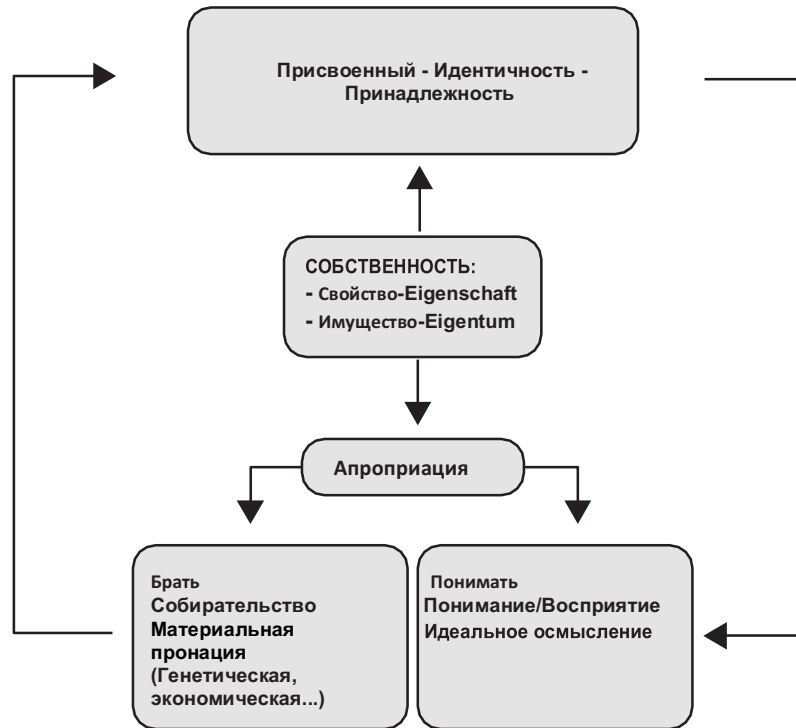 Присвоенный - Идентичность -
Принадлежность
СОБСТВЕННОСТЬ:
- Свойство-Eigenschaft
- Имущество-Eigentum
Апроприация
Брать
Собирательство
Материальная
пронация
(Генетическая,
экономическая...)
Понимать
Понимание/Восприятие
Идеальное осмысление